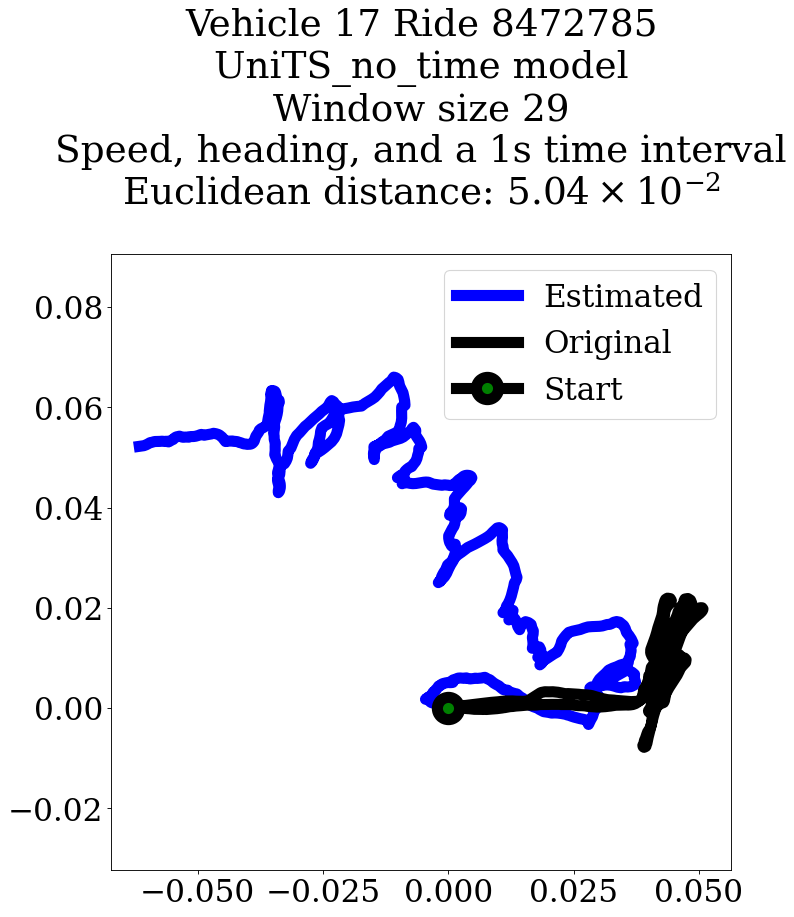 Vehicle 17 Ride 8472785
UniTS_no_time model
Window size 29
Speed, heading, and a 1s time interval
Euclidean distance: 5.04 × 10⁻²
Estimated
Original
Start
0.08
0.06
0.04
0.02
0.00
−0.02
−0.050 −0.025 0.000 0.025 0.050